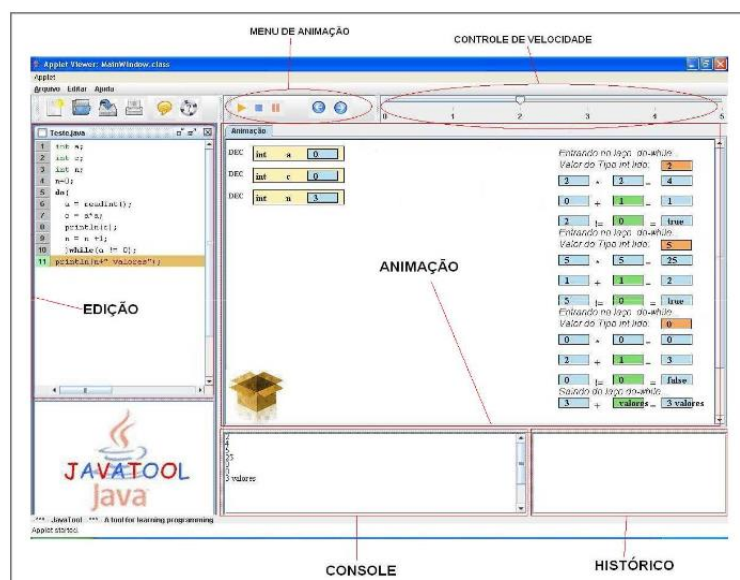 MENU DE ANIMAÇÃO
CONTROLE DE VELOCIDADE
Applet Viewer: MainWindow.class
Applet
Arquivo Editar Ajuda
0 1 2 3 4 5
Teste.java
Animação
1 int a;
2 int c;
3 int n;
4 n=0;
5 do{
6 a = readInt();
7 c = a*a;
8 println(c);
9 n = n +1;
10 }while(a != 0);
11 println(n+" valores");
EDIÇÃO
DEC int a 0
DEC int c 0
DEC int n 3
ANIMAÇÃO
Entrando no laço do-while...
Valor do Tipo int lido: 2
2 * 2 = 4
0 + 1 = 1
2 != 0 = true
Entrando no laço do-while...
Valor do Tipo int lido: 5
5 * 5 = 25
1 + 1 = 2
5 != 0 = true
Entrando no laço do-while...
Valor do Tipo int lido: 0
0 * 0 = 0
2 + 1 = 3
0 != 0 = false
Saindo do laço do-while
3 + valores = 3 valores
JAVATOOL
Java
2
4
5
25
0
0
3 valores
*** JavaTool *** A tool for learning programming
Applet started.
CONSOLE
HISTÓRICO